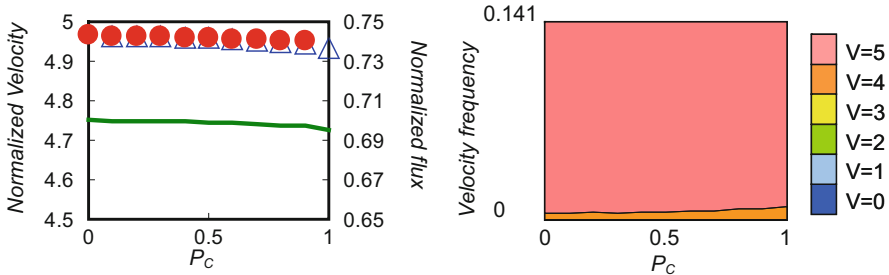 Normalized Velocity
5
4.9
4.8
4.7
4.6
4.5
0
0.5
1
P_C
0.75
0.73
0.71
0.69
0.67
0.65
Normalized flux
Velocity frequency
0.141
0
0
0.5
1
P_C
V=5
V=4
V=3
V=2
V=1
V=0